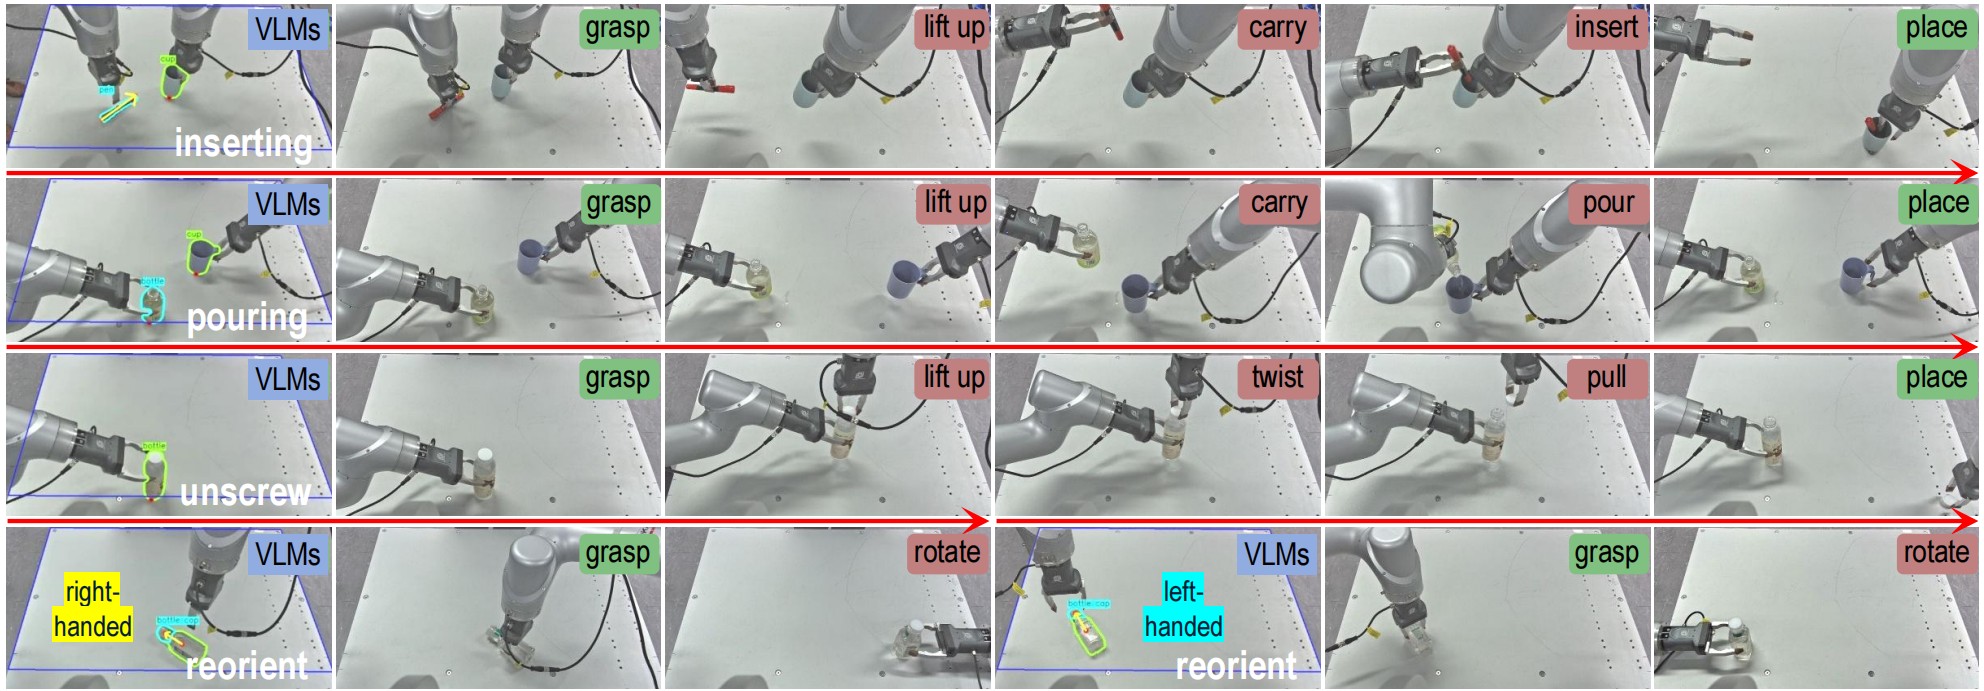 VLMs
cup
pen
inserting
grasp
lift up
carry
insert
place
VLMs
cup
bottle
pouring
grasp
lift up
carry
pour
place
VLMs
bottle
unscrew
grasp
lift up
twist
pull
place
VLMs
right-
handed
bottle cap
reorient
grasp
rotate
VLMs
left-
handed
bottle cap
reorient
grasp
rotate